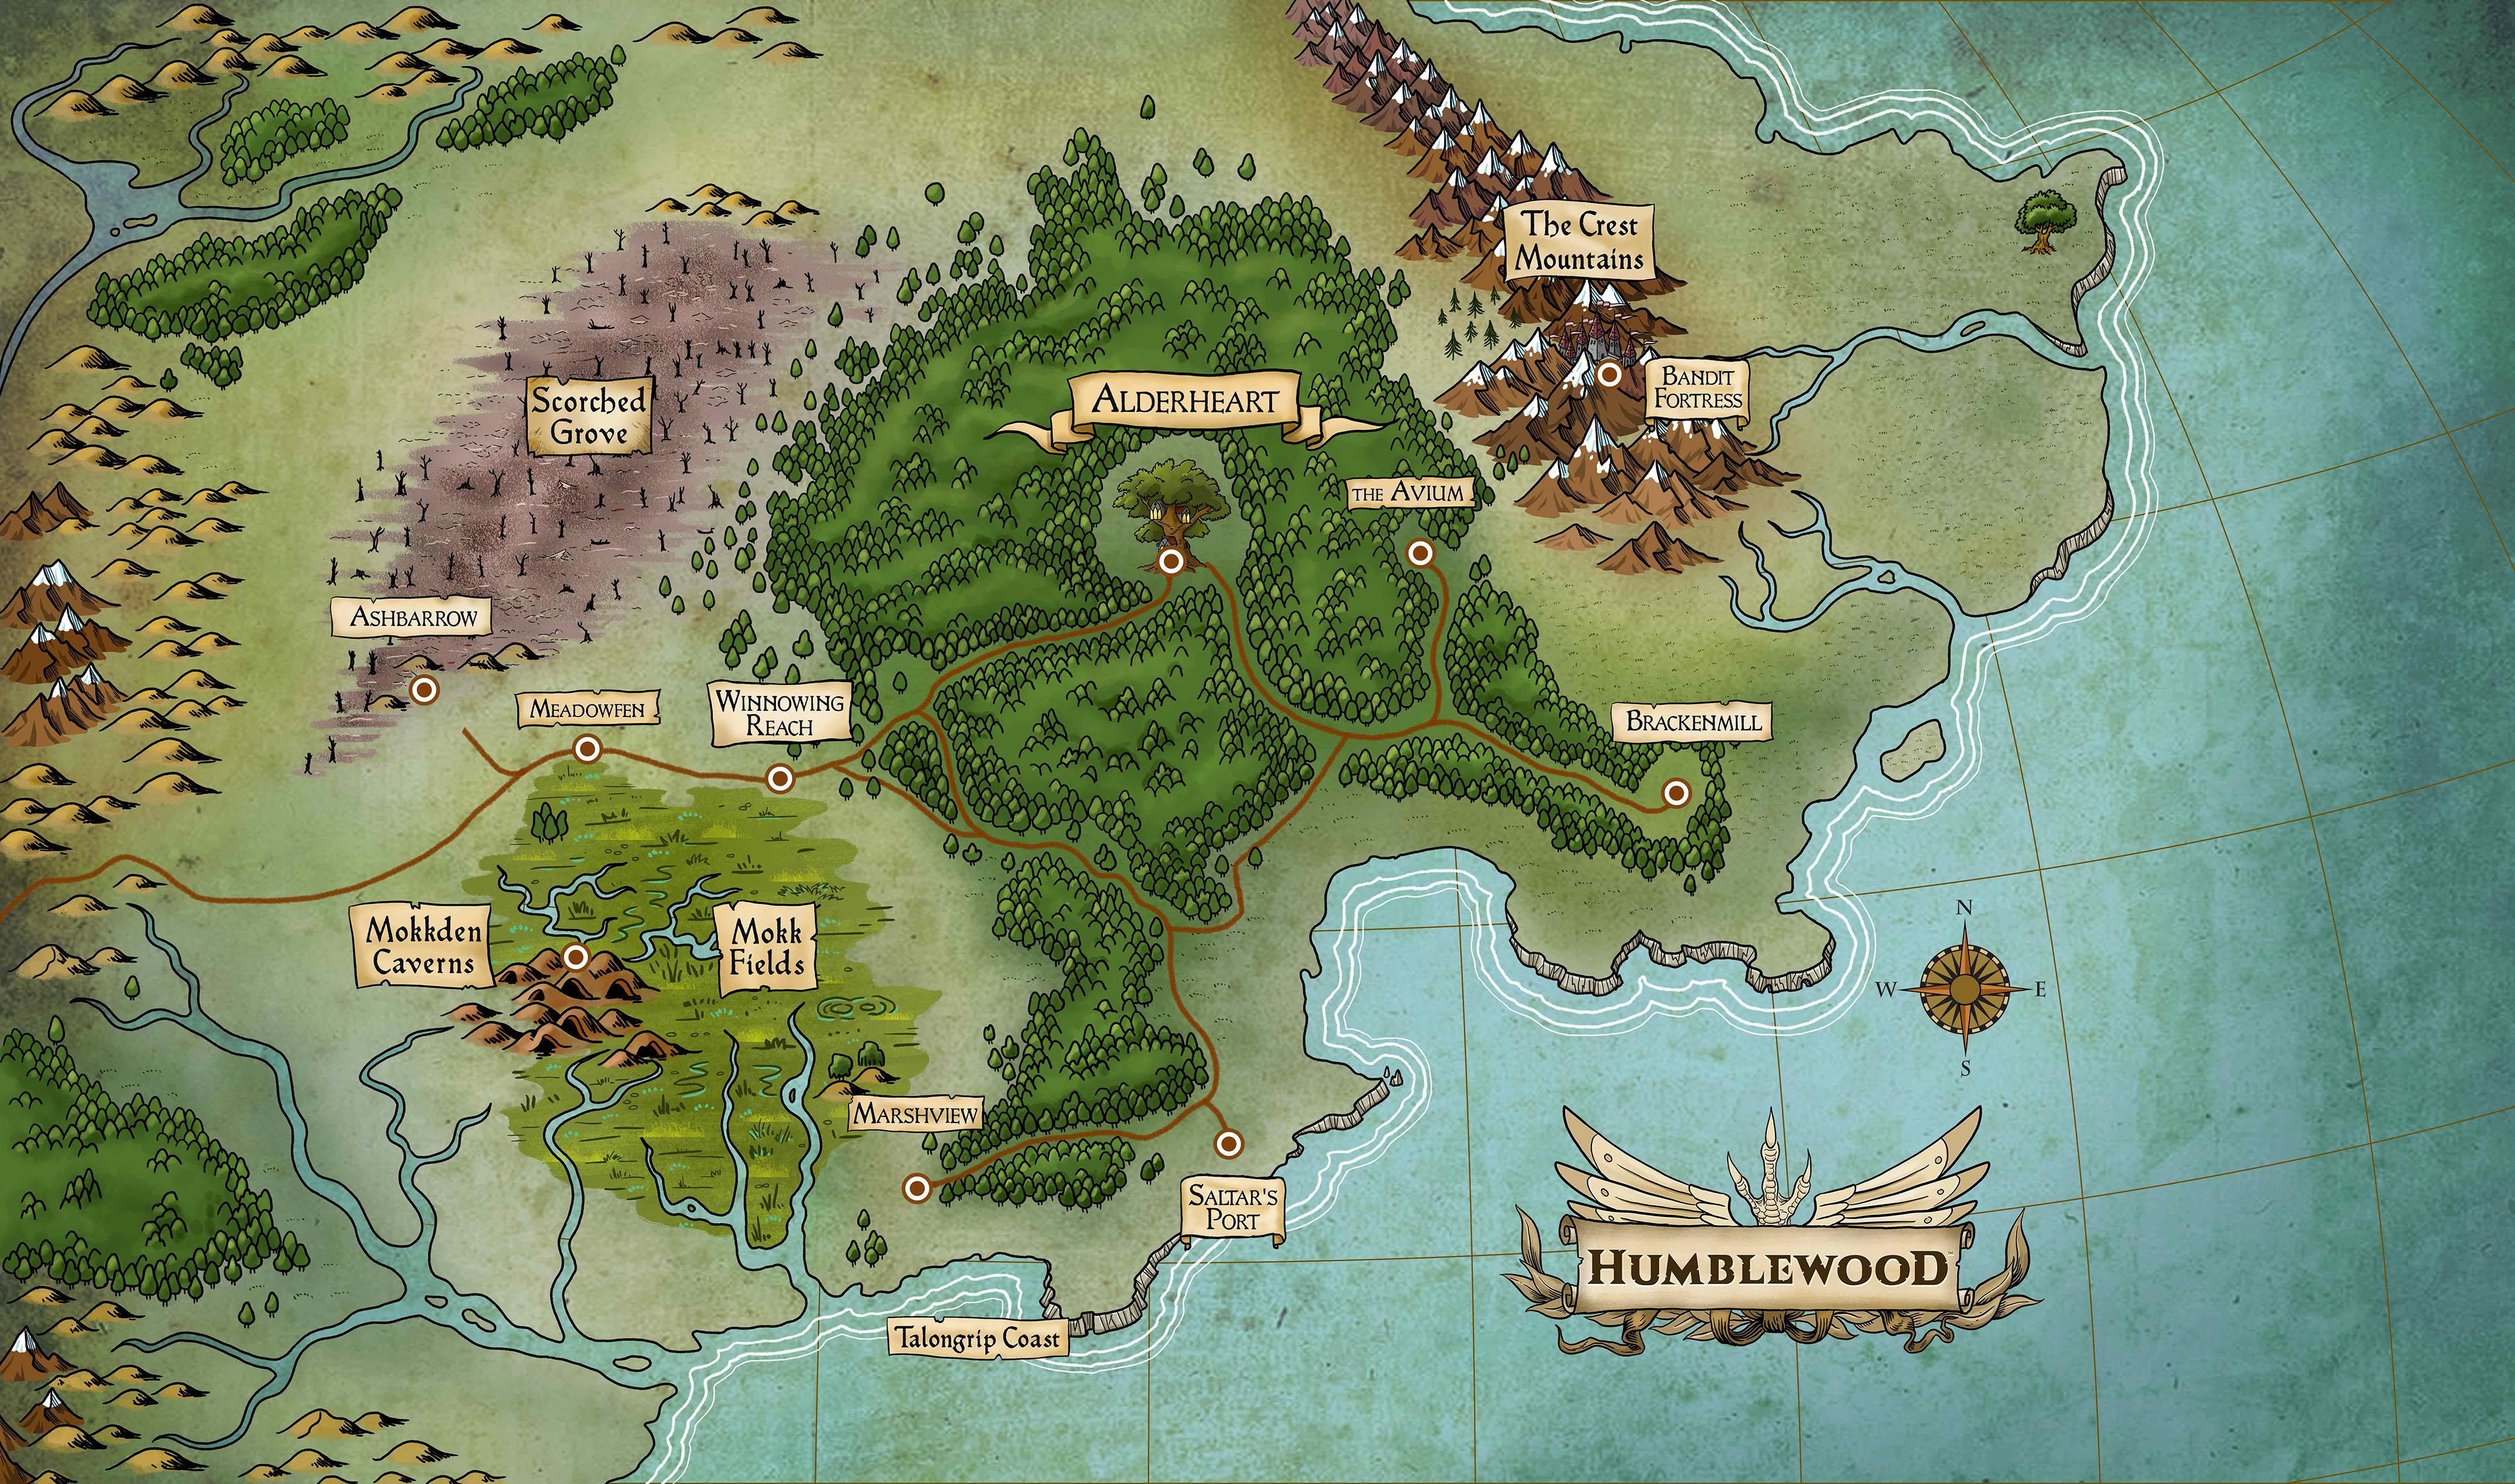 The Crest
Mountains
Scorched
Grove
ALDERHEART
BANDIT
FORTRESS
THE AVIUM
ASHBARROW
MEADOWFEN
WINNOWING
REACH
BRACKENMILL
Mokkden
Caverns
Mokk
Fields
N
W
E
S
MARSHVIEW
SALTAR'S
PORT
HUMBLEWOOD
Talongrip Coast